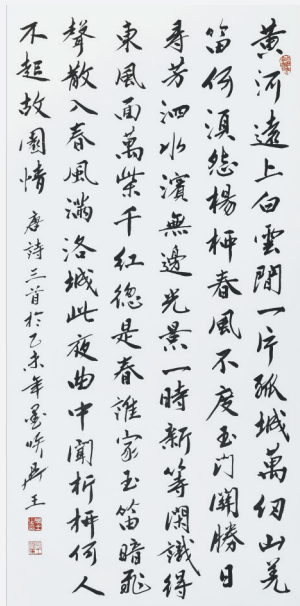 黃河遠上白雲間一片孤城萬仞山羌
笛何須怨楊柳春風不度玉门關勝日
尋芳泗水濱無邊光景一時新等閑識得
東風面萬紫千紅總是春誰家玉笛暗飛
聲散入春風滿洛城此夜曲中聞折柳何人
不起故園情 唐詩三首於乙未年墨吟